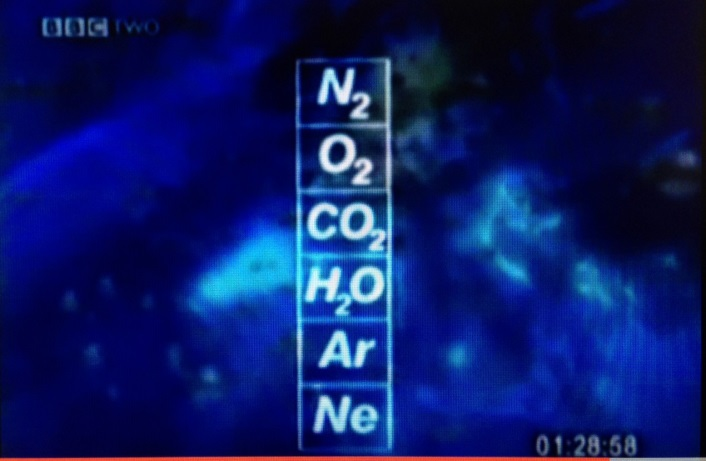 BBC TWO
N₂
O₂
CO₂
H₂O
Ar
Ne
01:28:58